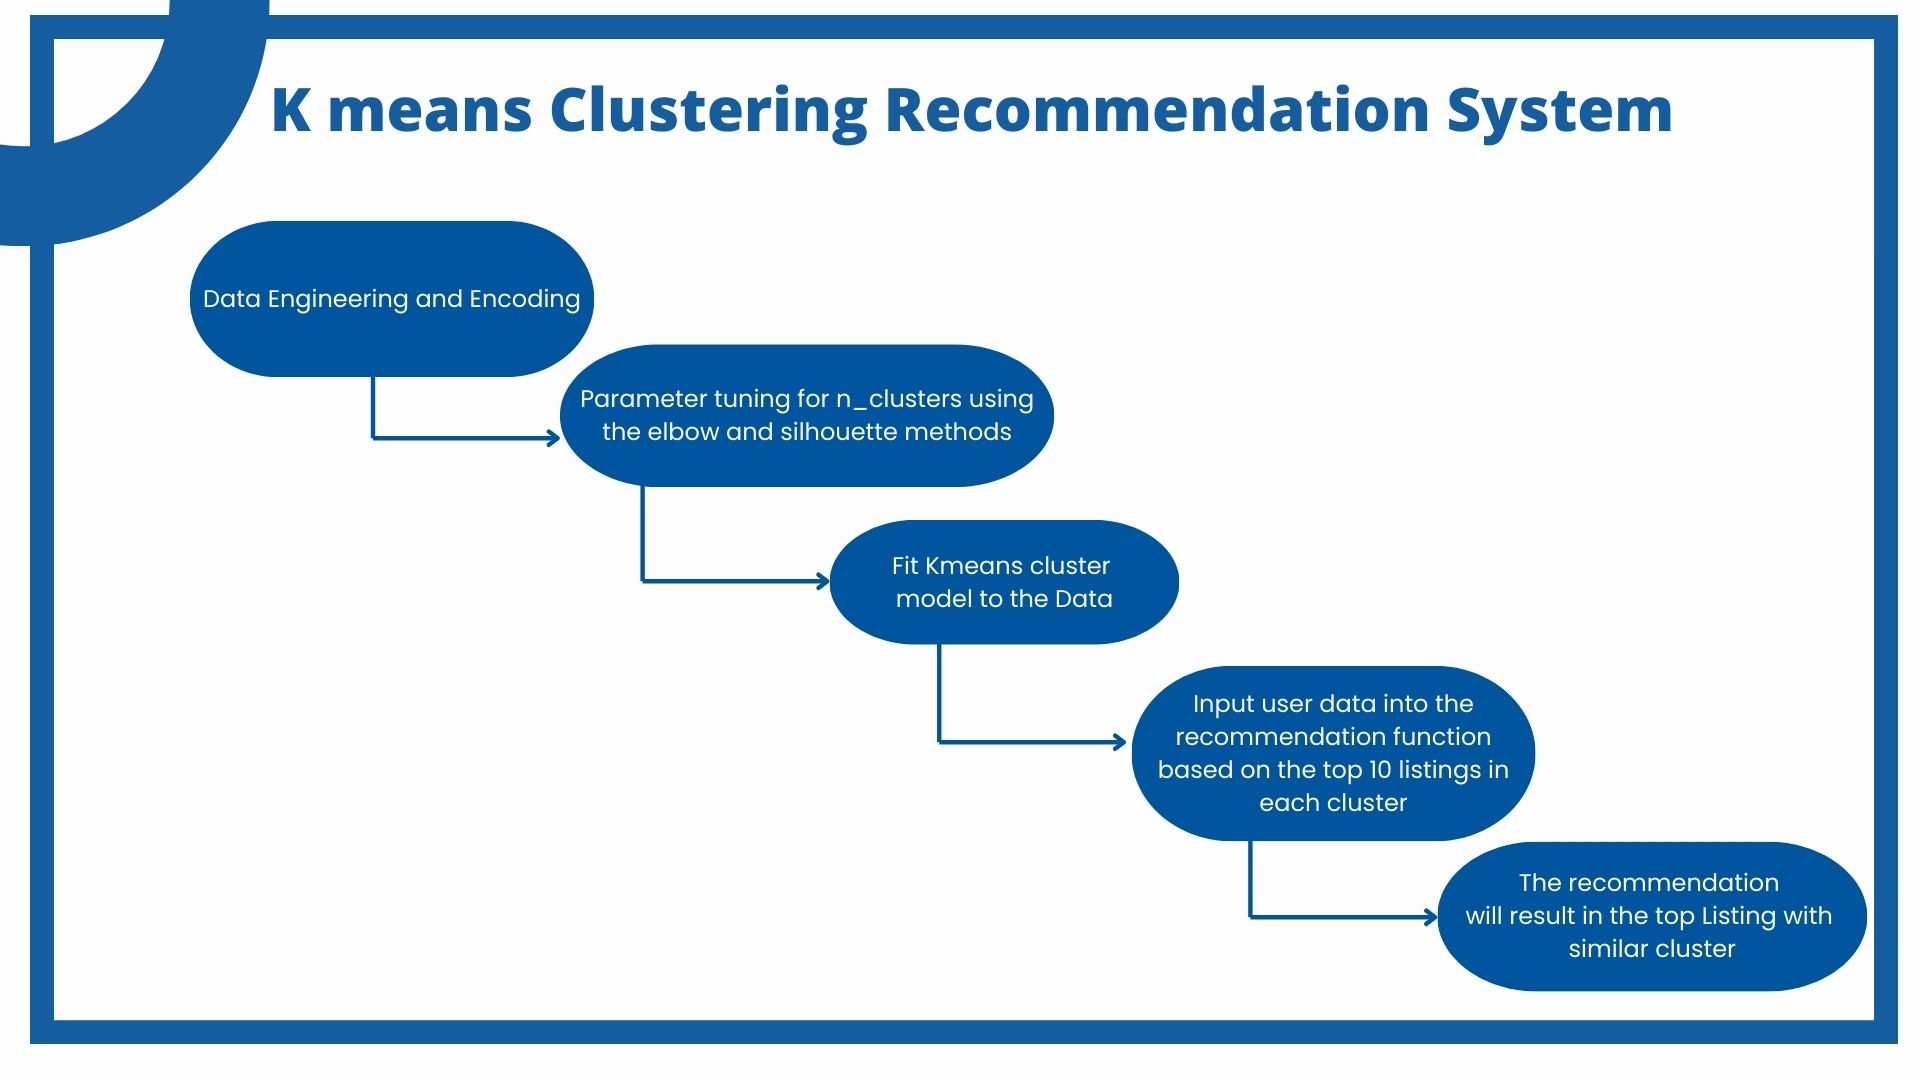 K means Clustering Recommendation System
Data Engineering and Encoding
Parameter tuning for n_clusters using
the elbow and silhouette methods
Fit Kmeans cluster
model to the Data
Input user data into the
recommendation function
based on the top 10 listings in
each cluster
The recommendation
will result in the top Listing with
similar cluster